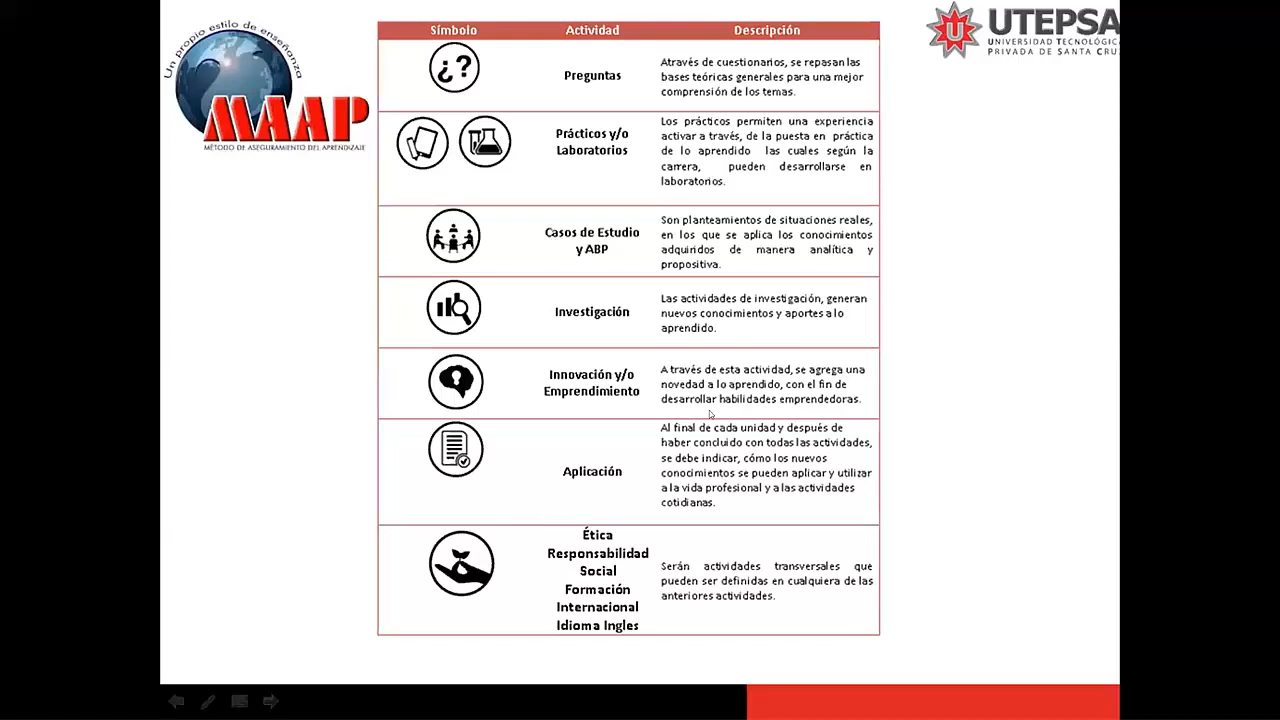 Un propio estilo de enseñanza
MAAP
MÉTODO DE ASEGURAMIENTO DEL APRENDIZAJE
UTEPSA
UNIVERSIDAD TECNOLÓGICA
PRIVADA DE SANTA CRUZ
Símbolo Actividad Descripción
¿?
Preguntas
Através de cuestionarios, se repasan las
bases teóricas generales para una mejor
comprensión de los temas.
Prácticos y/o
Laboratorios
Los prácticos permiten una experiencia
activar a través, de la puesta en práctica
de lo aprendido las cuales según la
carrera, pueden desarrollarse en
laboratorios.
Casos de Estudio
y ABP
Son planteamientos de situaciones reales,
en los que se aplica los conocimientos
adquiridos de manera analítica y
propositiva.
Investigación
Las actividades de investigación, generan
nuevos conocimientos y aportes a lo
aprendido.
Innovación y/o
Emprendimiento
A través de esta actividad, se agrega una
novedad a lo aprendido, con el fin de
desarrollar habilidades emprendedoras.
Aplicación
Al final de cada unidad y después de
haber concluido con todas las actividades,
se debe indicar, cómo los nuevos
conocimientos se pueden aplicar y utilizar
a la vida profesional y a las actividades
cotidianas.
Ética
Responsabilidad
Social
Formación
Internacional
Idioma Ingles
Serán actividades transversales que
pueden ser definidas en cualquiera de las
anteriores actividades.